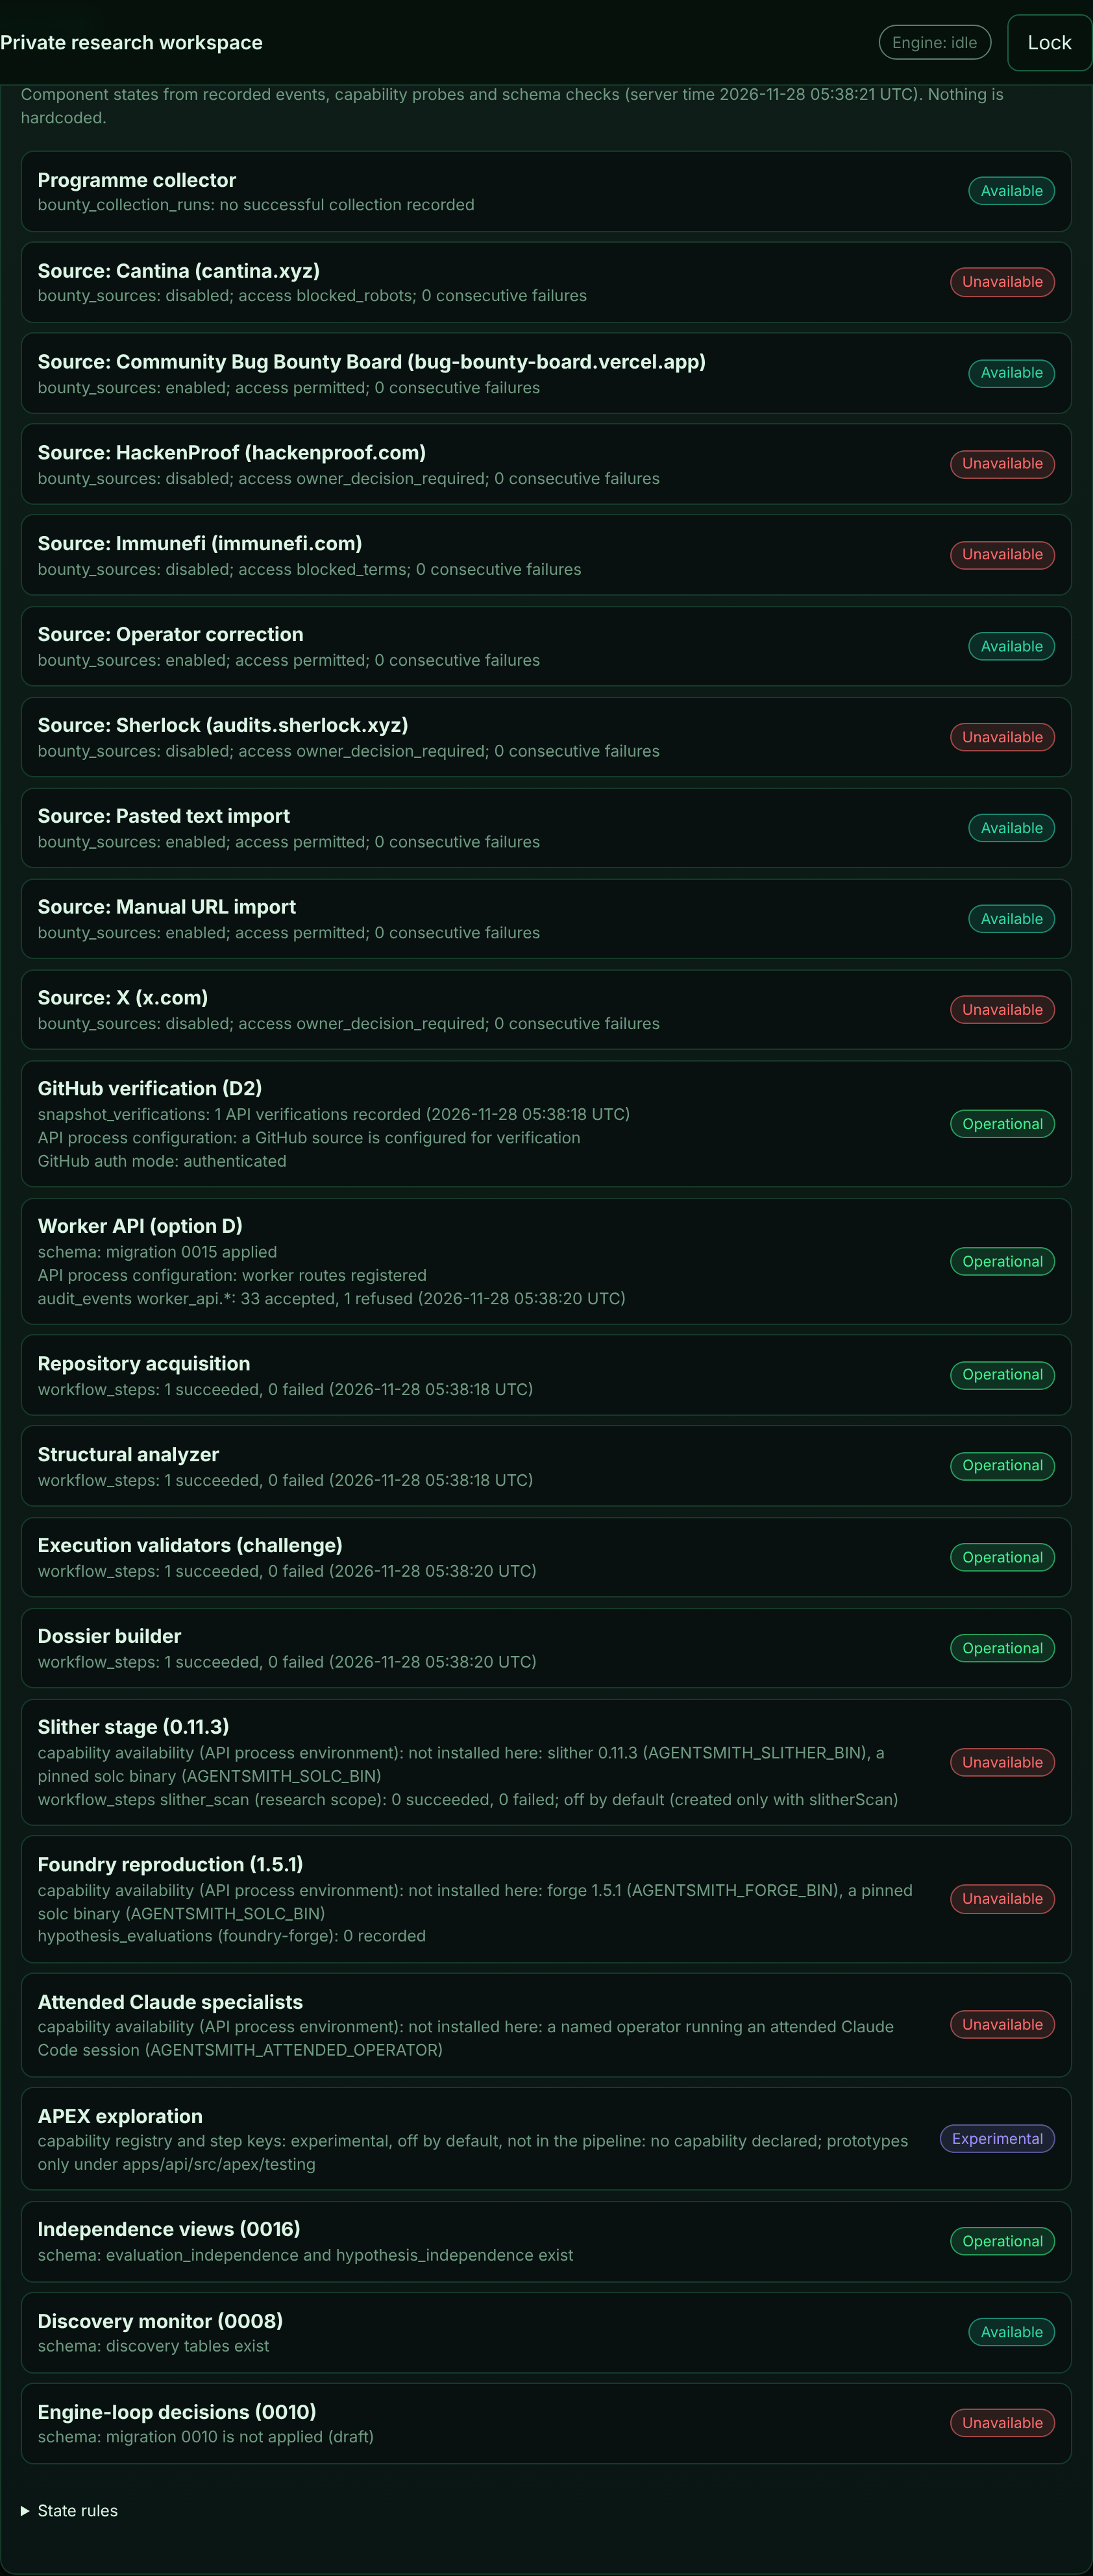 Private research workspace
Engine: idle
Lock
Component states from recorded events, capability probes and schema checks (server time 2026-11-28 05:38:21 UTC). Nothing is
hardcoded.
Programme collector
bounty_collection_runs: no successful collection recorded
Available
Source: Cantina (cantina.xyz)
bounty_sources: disabled; access blocked_robots; 0 consecutive failures
Unavailable
Source: Community Bug Bounty Board (bug-bounty-board.vercel.app)
bounty_sources: enabled; access permitted; 0 consecutive failures
Available
Source: HackenProof (hackenproof.com)
bounty_sources: disabled; access owner_decision_required; 0 consecutive failures
Unavailable
Source: Immunefi (immunefi.com)
bounty_sources: disabled; access blocked_terms; 0 consecutive failures
Unavailable
Source: Operator correction
bounty_sources: enabled; access permitted; 0 consecutive failures
Available
Source: Sherlock (audits.sherlock.xyz)
bounty_sources: disabled; access owner_decision_required; 0 consecutive failures
Unavailable
Source: Pasted text import
bounty_sources: enabled; access permitted; 0 consecutive failures
Available
Source: Manual URL import
bounty_sources: enabled; access permitted; 0 consecutive failures
Available
Source: X (x.com)
bounty_sources: disabled; access owner_decision_required; 0 consecutive failures
Unavailable
GitHub verification (D2)
snapshot_verifications: 1 API verifications recorded (2026-11-28 05:38:18 UTC)
API process configuration: a GitHub source is configured for verification
GitHub auth mode: authenticated
Operational
Worker API (option D)
schema: migration 0015 applied
API process configuration: worker routes registered
audit_events worker_api.*: 33 accepted, 1 refused (2026-11-28 05:38:20 UTC)
Operational
Repository acquisition
workflow_steps: 1 succeeded, 0 failed (2026-11-28 05:38:18 UTC)
Operational
Structural analyzer
workflow_steps: 1 succeeded, 0 failed (2026-11-28 05:38:18 UTC)
Operational
Execution validators (challenge)
workflow_steps: 1 succeeded, 0 failed (2026-11-28 05:38:20 UTC)
Operational
Dossier builder
workflow_steps: 1 succeeded, 0 failed (2026-11-28 05:38:20 UTC)
Operational
Slither stage (0.11.3)
capability availability (API process environment): not installed here: slither 0.11.3 (AGENTSMITH_SLITHER_BIN), a
pinned solc binary (AGENTSMITH_SOLC_BIN)
workflow_steps slither_scan (research scope): 0 succeeded, 0 failed; off by default (created only with slitherScan)
Unavailable
Foundry reproduction (1.5.1)
capability availability (API process environment): not installed here: forge 1.5.1 (AGENTSMITH_FORGE_BIN), a pinned
solc binary (AGENTSMITH_SOLC_BIN)
hypothesis_evaluations (foundry-forge): 0 recorded
Unavailable
Attended Claude specialists
capability availability (API process environment): not installed here: a named operator running an attended Claude
Code session (AGENTSMITH_ATTENDED_OPERATOR)
Unavailable
APEX exploration
capability registry and step keys: experimental, off by default, not in the pipeline: no capability declared; prototypes
only under apps/api/src/apex/testing
Experimental
Independence views (0016)
schema: evaluation_independence and hypothesis_independence exist
Operational
Discovery monitor (0008)
schema: discovery tables exist
Available
Engine-loop decisions (0010)
schema: migration 0010 is not applied (draft)
Unavailable
State rules